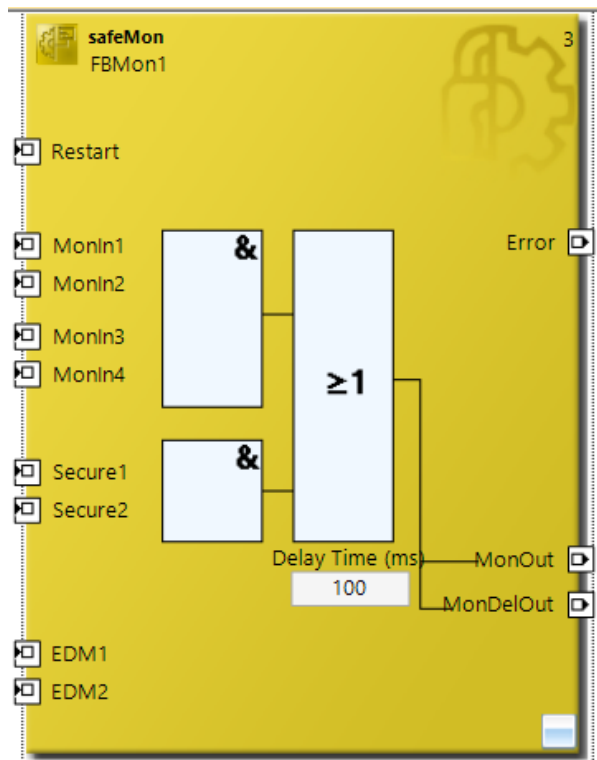 safeMon
3
FBMon1
Restart
MonIn1
&
Error
MonIn2
MonIn3
MonIn4
≥1
Secure1
&
Secure2
Delay Time (ms)
MonOut
100
MonDelOut
EDM1
EDM2